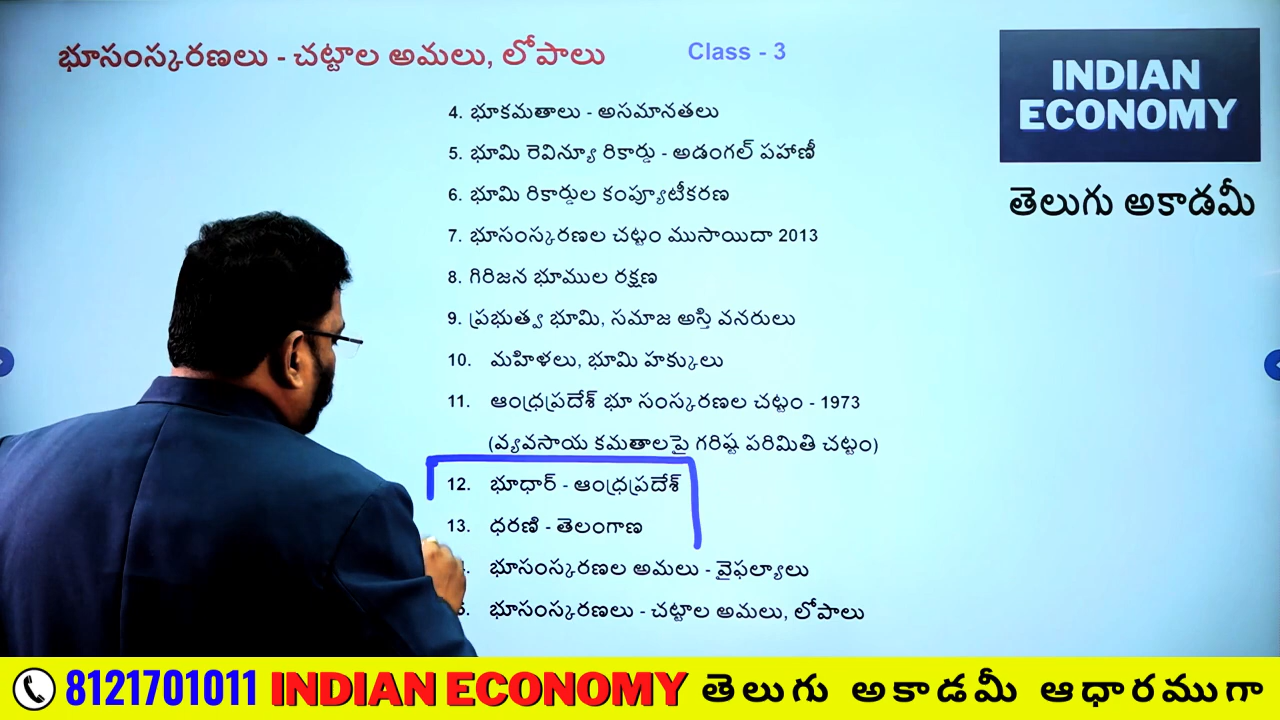 భూసంస్కరణలు - చట్టాల అమలు, లోపాలు
Class - 3
INDIAN
ECONOMY
తెలుగు అకాడమీ
4. భూకమతాలు - అసమానతలు
5. భూమి రెవిన్యూ రికార్డు - అడంగల్ పహాణీ
6. భూమి రికార్డుల కంప్యూటీకరణ
7. భూసంస్కరణల చట్టం ముసాయిదా 2013
8. గిరిజన భూముల రక్షణ
9. ప్రభుత్వ భూమి, సమాజ అస్తి వనరులు
10. మహిళలు, భూమి హక్కులు
11. ఆంధ్రప్రదేశ్ భూ సంస్కరణల చట్టం - 1973
(వ్యవసాయ కమతాలపై గరిష్ట పరిమితి చట్టం)
12. భూధార్ - ఆంధ్రప్రదేశ్
13. ధరణి - తెలంగాణ
భూసంస్కరణల అమలు - వైఫల్యాలు
భూసంస్కరణలు - చట్టాల అమలు, లోపాలు
8121701011 INDIAN ECONOMY తెలుగు అకాడమీ ఆధారముగా